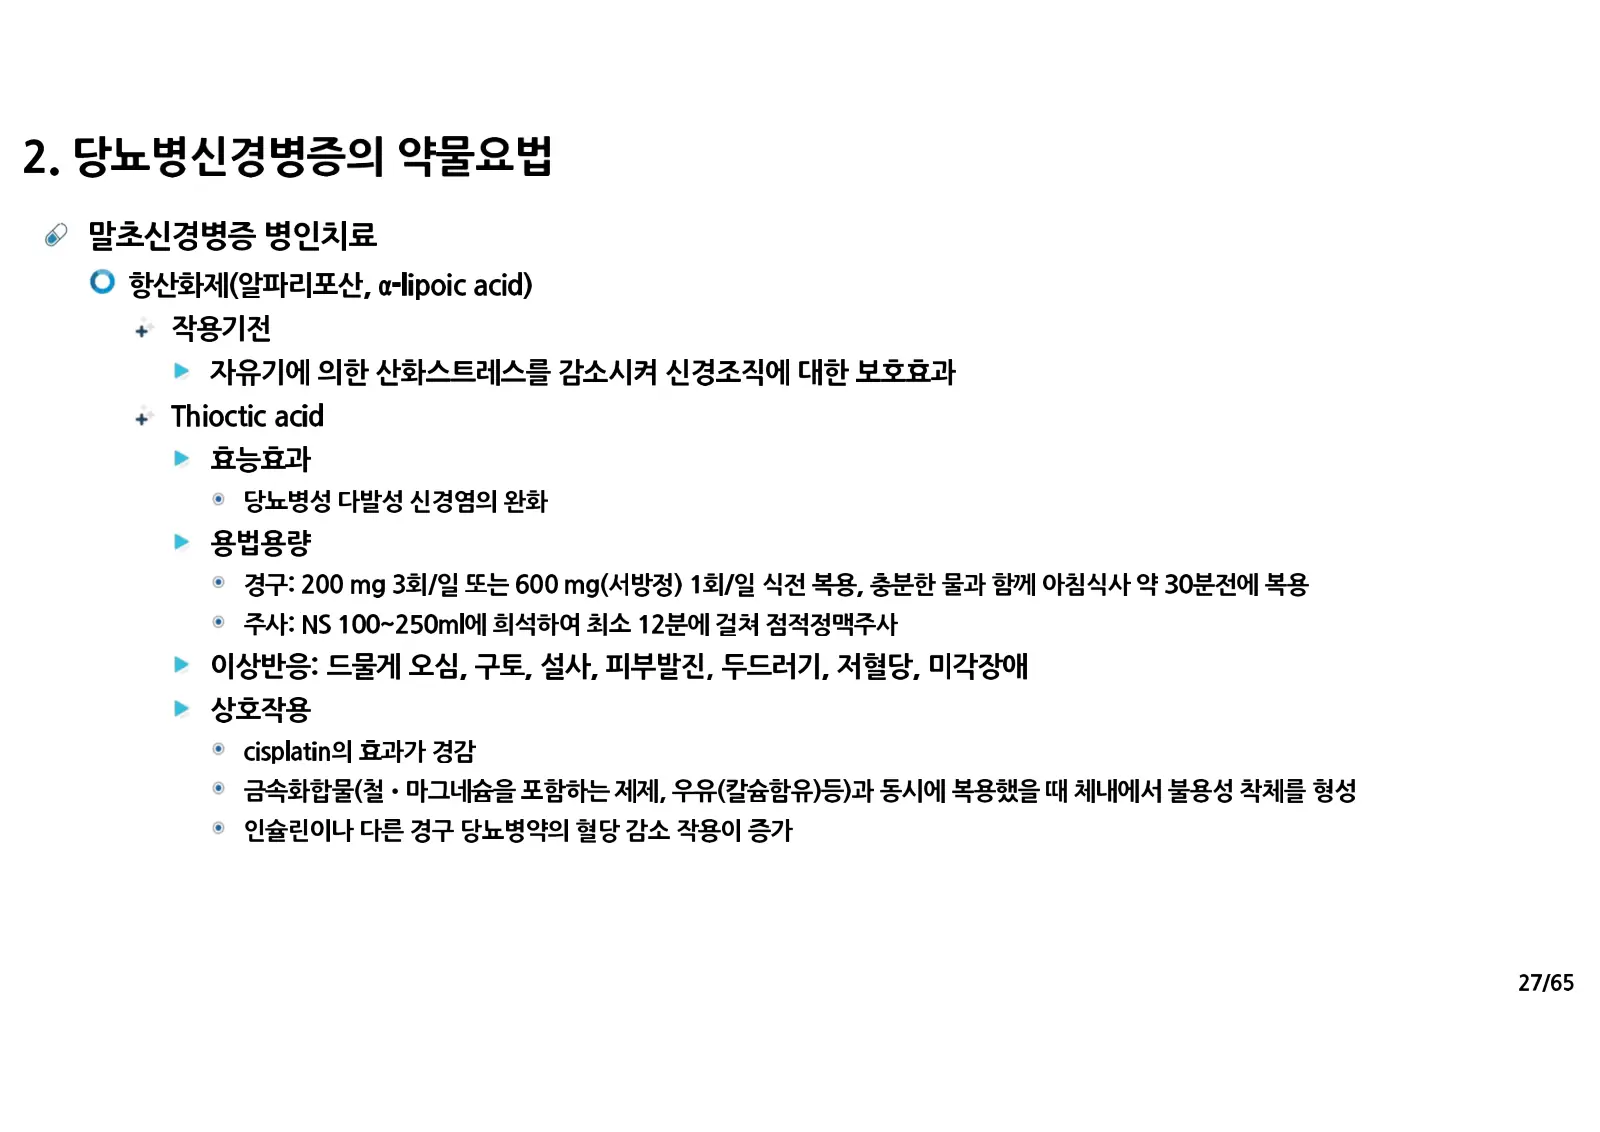 2. 당뇨병신경병증의 약물요법
말초신경병증 병인치료
항산화제(알파리포산, α-lipoic acid)
작용기전
자유기에 의한 산화스트레스를 감소시켜 신경조직에 대한 보호효과
Thioctic acid
효능효과
당뇨병성 다발성 신경염의 완화
용법용량
경구: 200 mg 3회/일 또는 600 mg(서방정) 1회/일 식전 복용, 충분한 물과 함께 아침식사 약 30분전에 복용
주사: NS 100~250ml에 희석하여 최소 12분에 걸쳐 점적정맥주사
이상반응: 드물게 오심, 구토, 설사, 피부발진, 두드러기, 저혈당, 미각장애
상호작용
cisplatin의 효과가 경감
금속화합물(철•마그네슘을 포함하는 제제, 우유(칼슘함유)등)과 동시에 복용했을 때 체내에서 불용성 착체를 형성
인슐린이나 다른 경구 당뇨병약의 혈당 감소 작용이 증가
27/65